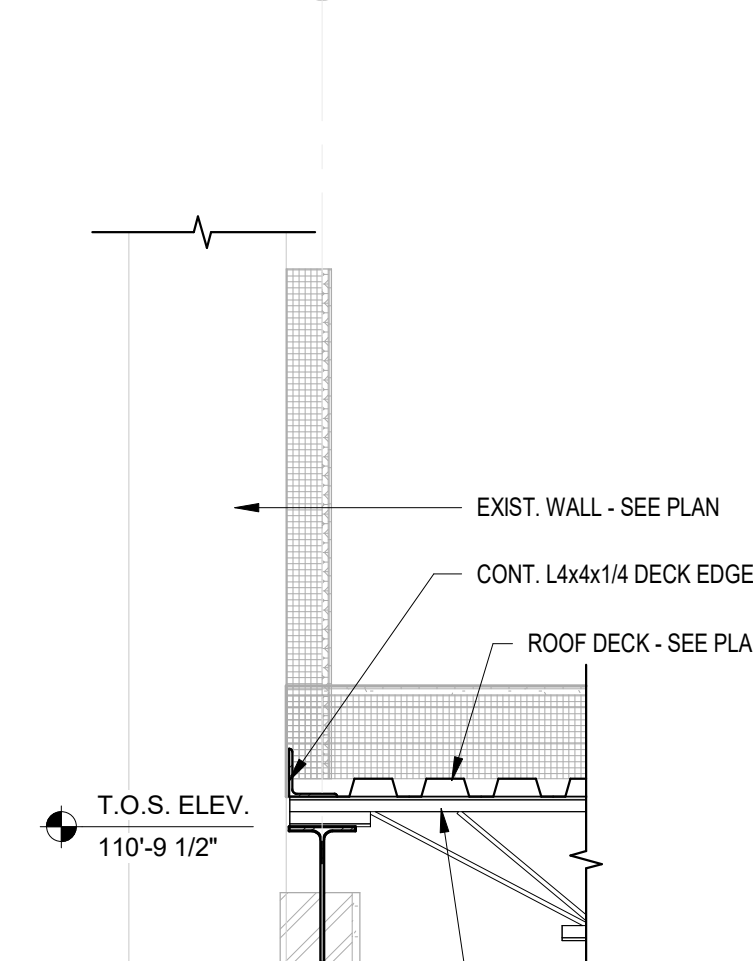 EXIST. WALL - SEE PLAN
CONT. L4x4x1/4 DECK EDGE
ROOF DECK - SEE PLA
T.O.S. ELEV.
110'-9 1/2"